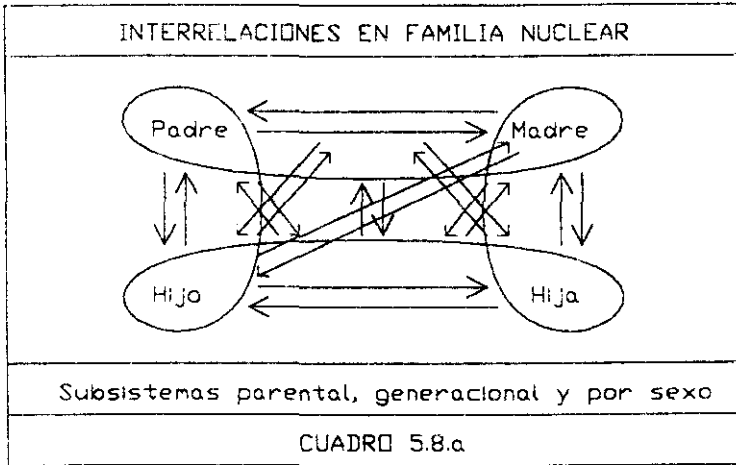 INTERRELACIONES EN FAMILIA NUCLEAR
Padre Madre
Hijo Hija
Subsistemas parental, generacional y por sexo
CUADRO 5.8.a